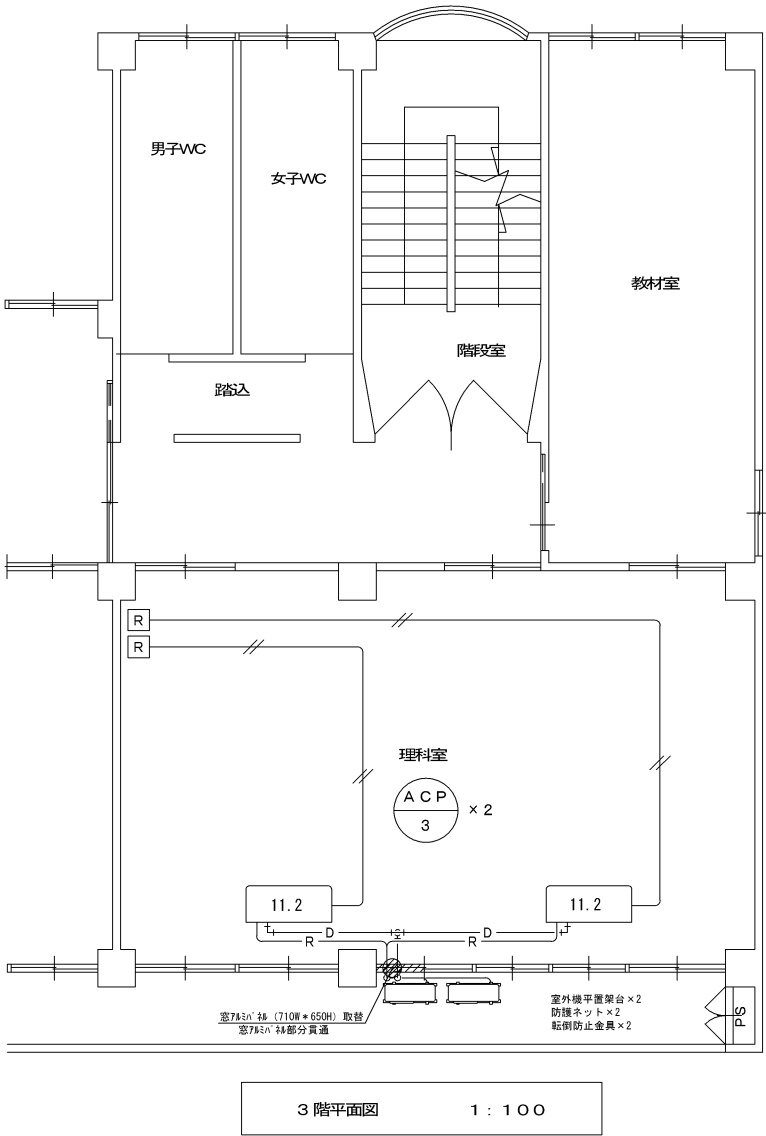 男子WC
女子WC
教材室
階段室
踏込
R
R
理科室
ACP
3
×2
11.2
11.2
D
D
R
R
窓ｱﾙﾐﾊﾟﾈﾙ（710W＊650H）取替
窓ｱﾙﾐﾊﾟﾈﾙ部分貫通
室外機平置架台×2
防護ネット×2
転倒防止金具×2
PS
3階平面図 1:100